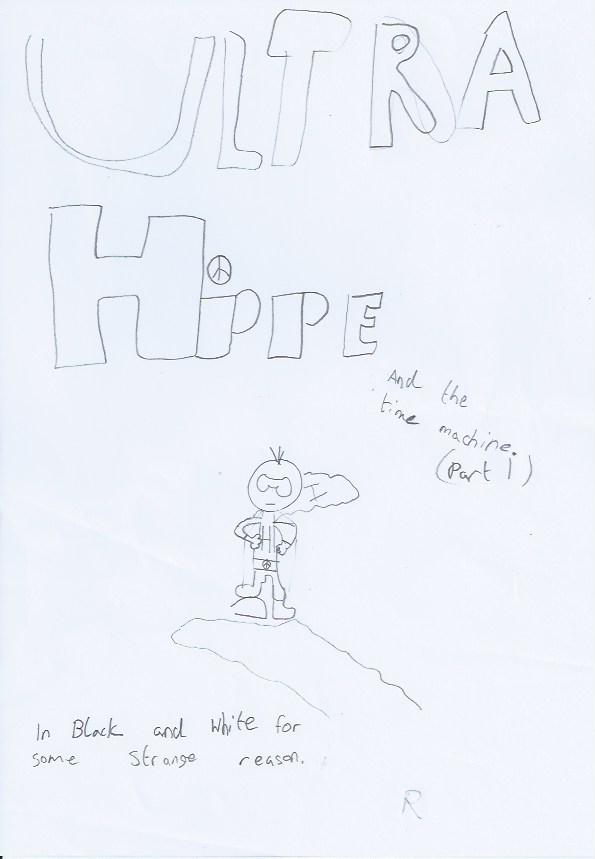 ULTRA
HiPPE
And the
time machine.
(Part 1)
H
H
In Black and White for
some strange reason.
R